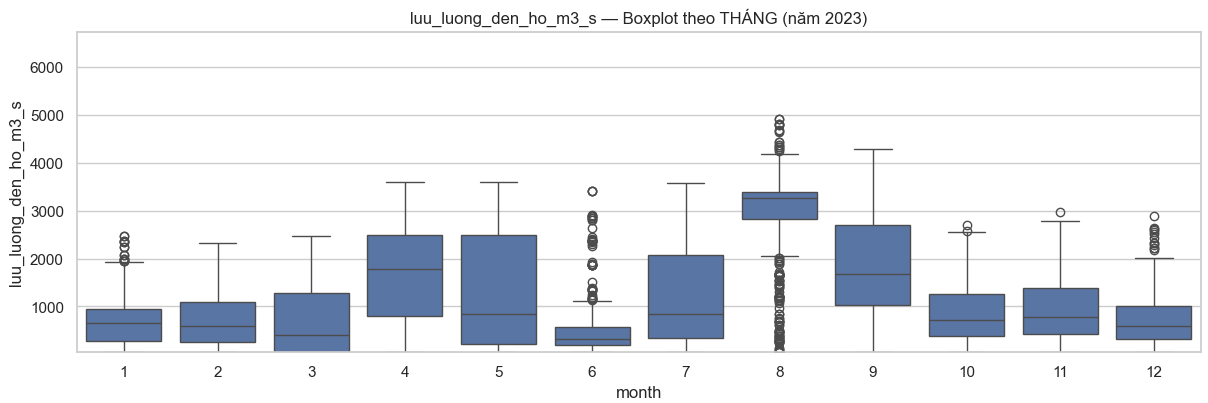 luu_luong_den_ho_m3_s — Boxplot theo THÁNG (năm 2023)
luu_luong_den_ho_m3_s
6000
5000
4000
3000
2000
1000
1 2 3 4 5 6 7 8 9 10 11 12
month